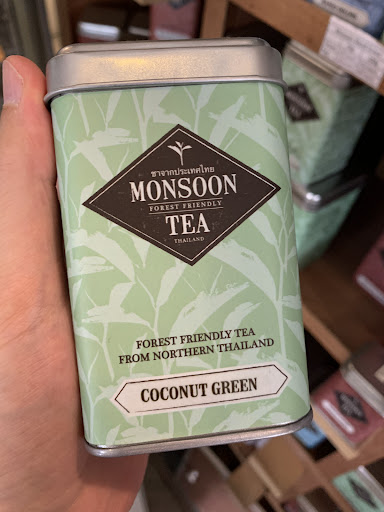 ชาจากประเทศไทย
MONSOON
FOREST FRIENDLY
TEA
THAILAND
FOREST FRIENDLY TEA
FROM NORTHERN THAILAND
COCONUT GREEN